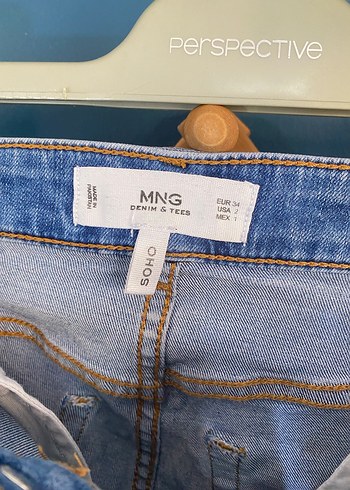 PERSPECTIVE
MADE IN
PAKISTAN
MNG
DENIM & TEES
EUR 34
USA 2
MEX 1
SOHO